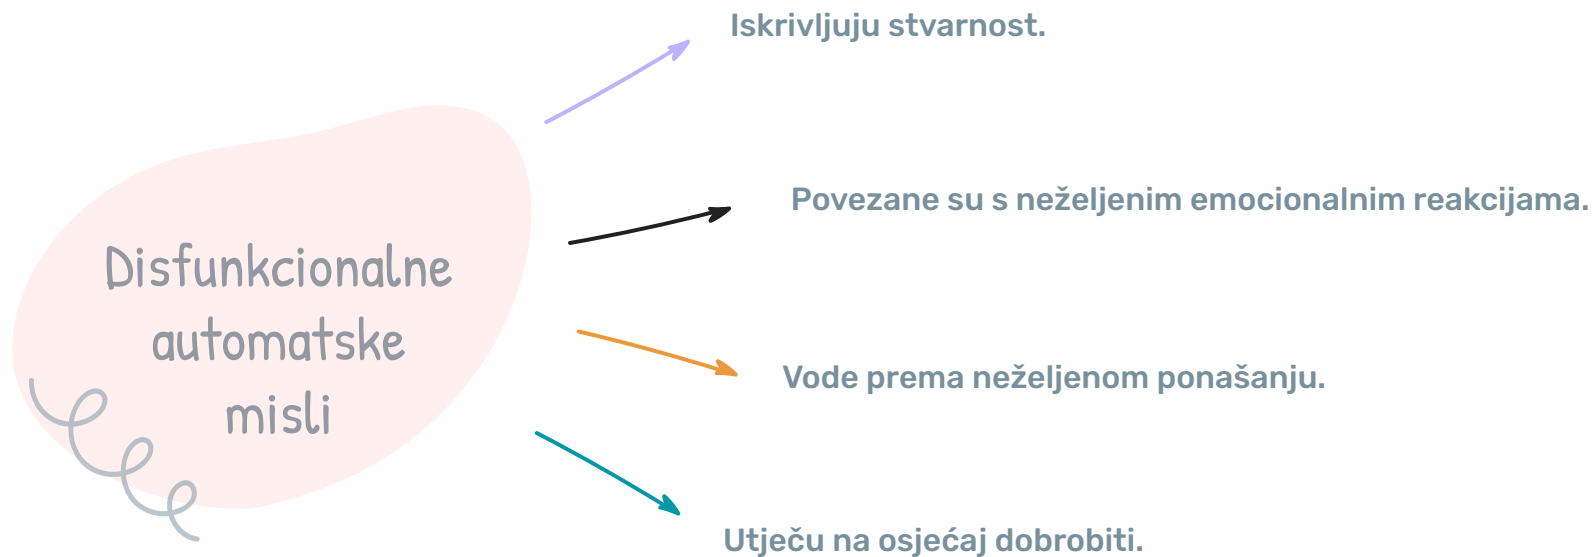 Iskrivljuju stvarnost.
Povezane su s neželjenim emocionalnim reakcijama.
Disfunkcionalne
automatske
misli
Vode prema neželjenom ponašanju.
Utječu na osjećaj dobrobiti.